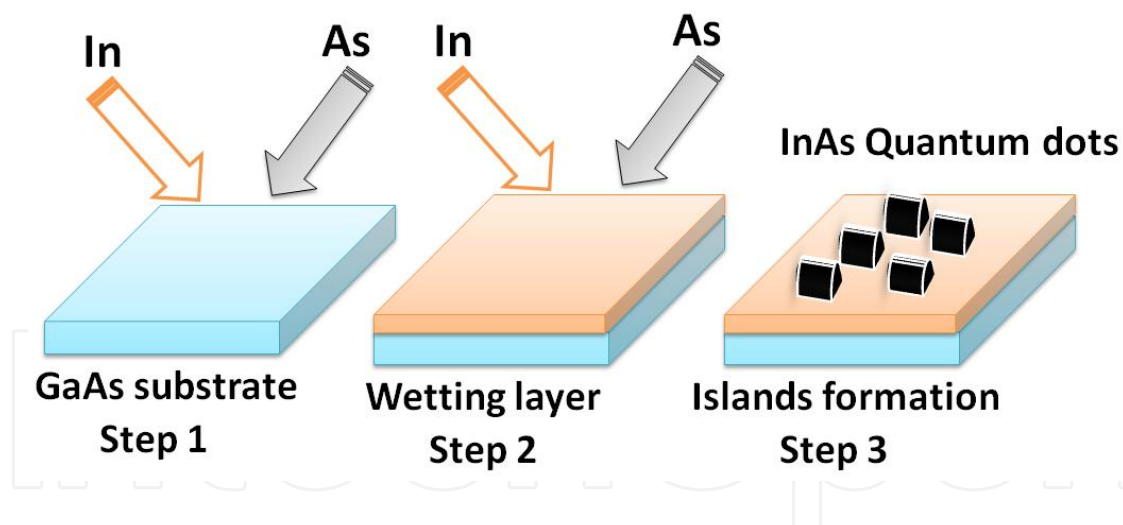 In
As
In
As
InAs Quantum dots
GaAs substrate
Step 1
Wetting layer
Step 2
Islands formation
Step 3